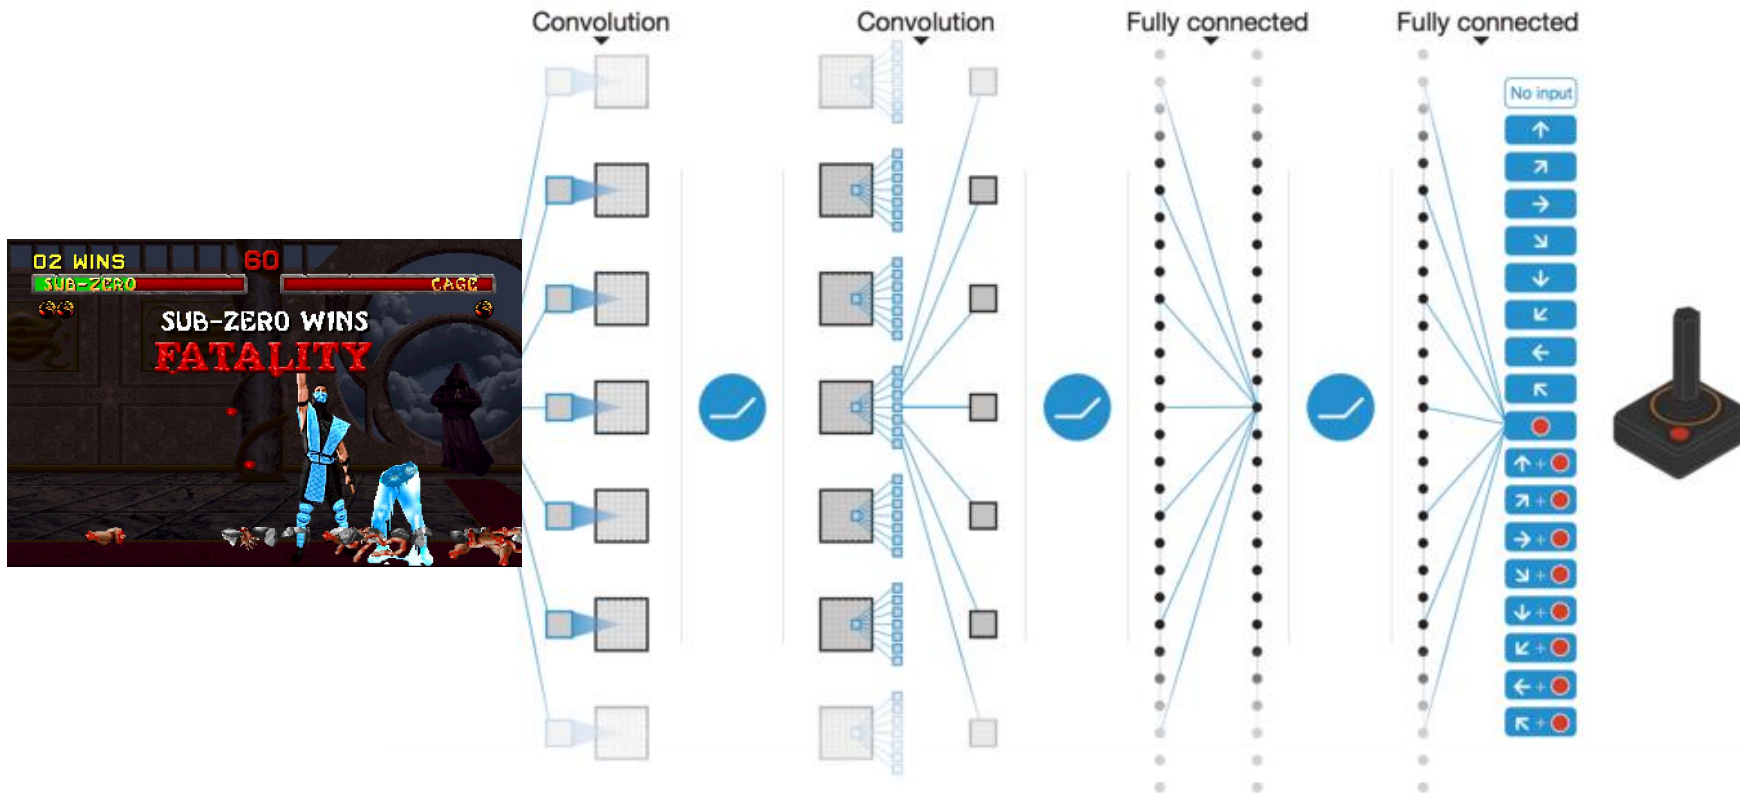 Convolution
Convolution
Fully connected
Fully connected
No input
02 WINS
60
SUB-ZERO
CAGE
SUB-ZERO WINS
FATALITY